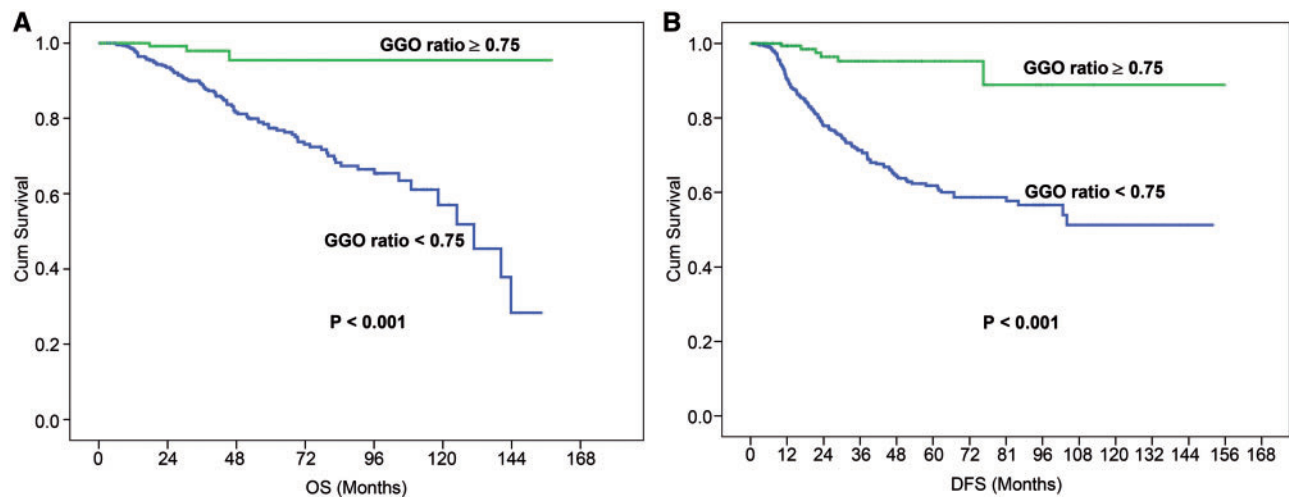 A
1.0
0.8
0.6
0.4
0.2
0.0
Cum Survival
GGO ratio ≥ 0.75
GGO ratio < 0.75
P < 0.001
0 24 48 72 96 120 144 168
OS (Months)
B
1.0
0.8
0.6
0.4
0.2
0.0
Cum Survival
GGO ratio ≥ 0.75
GGO ratio < 0.75
P < 0.001
0 12 24 36 48 60 72 84 96 108 120 132 144 156 168
DFS (Months)